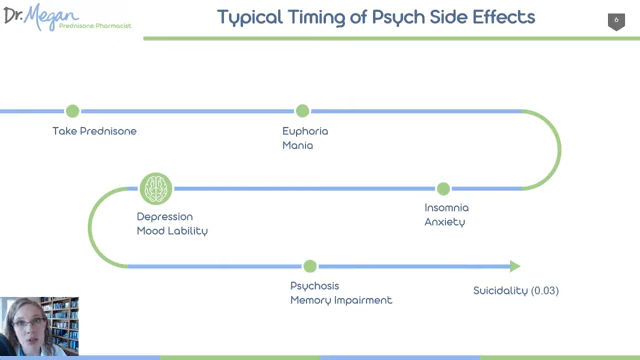 Dr. Megan
Prednisone Pharmacist
Typical Timing of Psych Side Effects
6
Take Prednisone
Euphoria
Mania
Insomnia
Anxiety
Depression
Mood Lability
Psychosis
Memory Impairment
Suicidality (0.03)